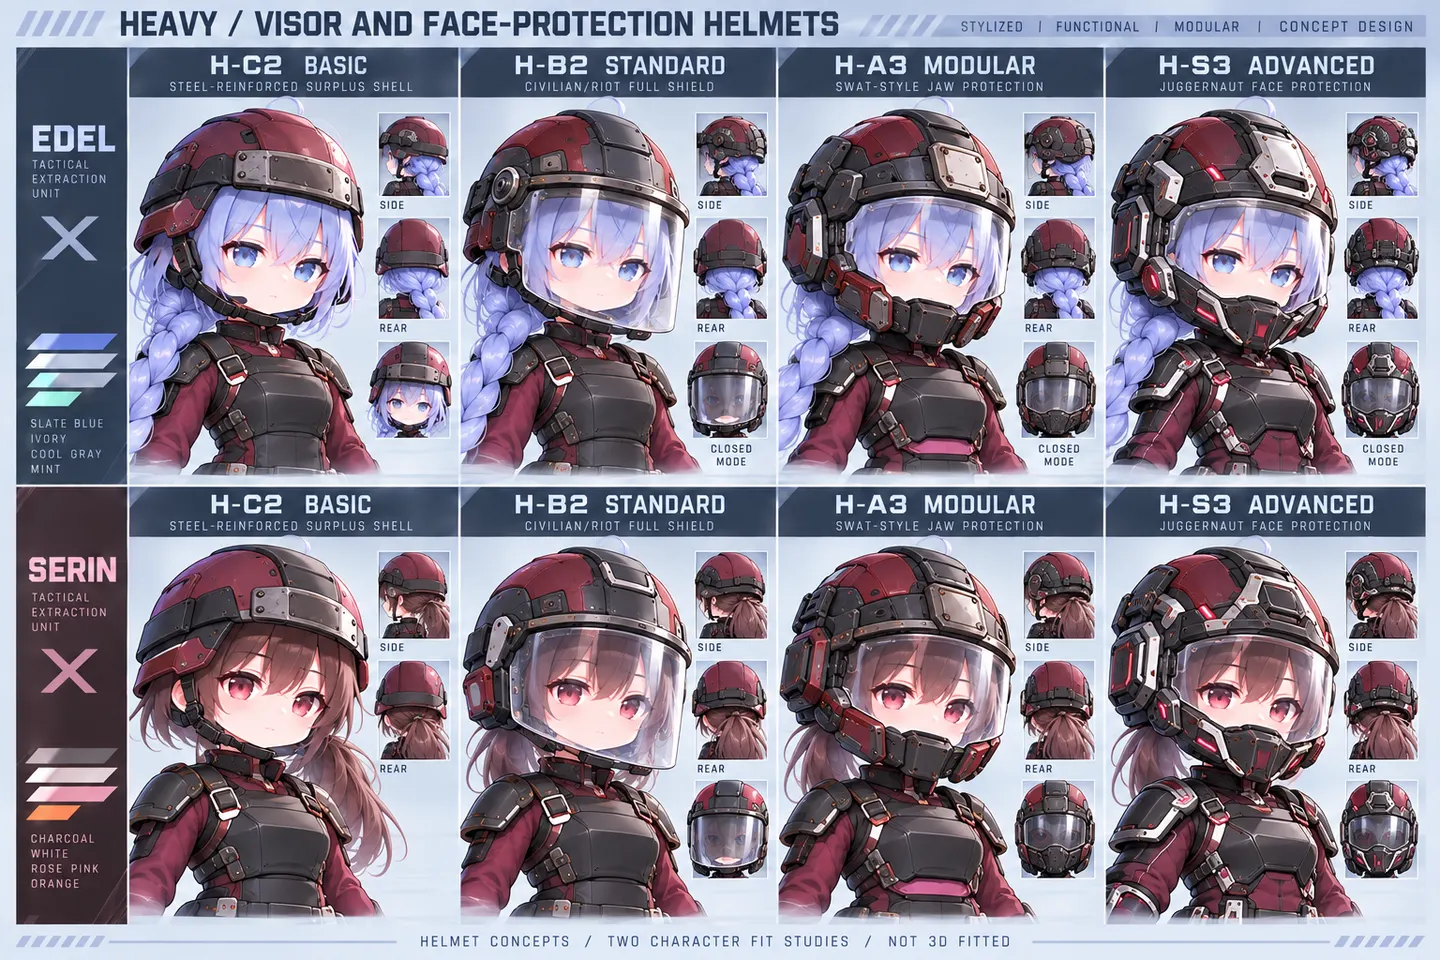 HEAVY / VISOR AND FACE-PROTECTION HELMETS
STYLIZED | FUNCTIONAL | MODULAR | CONCEPT DESIGN
EDEL
TACTICAL
EXTRACTION
UNIT
SLATE BLUE
IVORY
COOL GRAY
MINT
H-C2 BASIC
STEEL-REINFORCED SURPLUS SHELL
SIDE
REAR
H-B2 STANDARD
CIVILIAN/RIOT FULL SHIELD
SIDE
REAR
CLOSED
MODE
H-A3 MODULAR
SWAT-STYLE JAW PROTECTION
SIDE
REAR
CLOSED
MODE
H-S3 ADVANCED
JUGGERNAUT FACE PROTECTION
SIDE
REAR
CLOSED
MODE
SERIN
TACTICAL
EXTRACTION
UNIT
CHARCOAL
WHITE
ROSE PINK
ORANGE
H-C2 BASIC
STEEL-REINFORCED SURPLUS SHELL
SIDE
REAR
H-B2 STANDARD
CIVILIAN/RIOT FULL SHIELD
SIDE
REAR
H-A3 MODULAR
SWAT-STYLE JAW PROTECTION
SIDE
REAR
H-S3 ADVANCED
JUGGERNAUT FACE PROTECTION
SIDE
REAR
HELMET CONCEPTS / TWO CHARACTER FIT STUDIES / NOT 3D FITTED